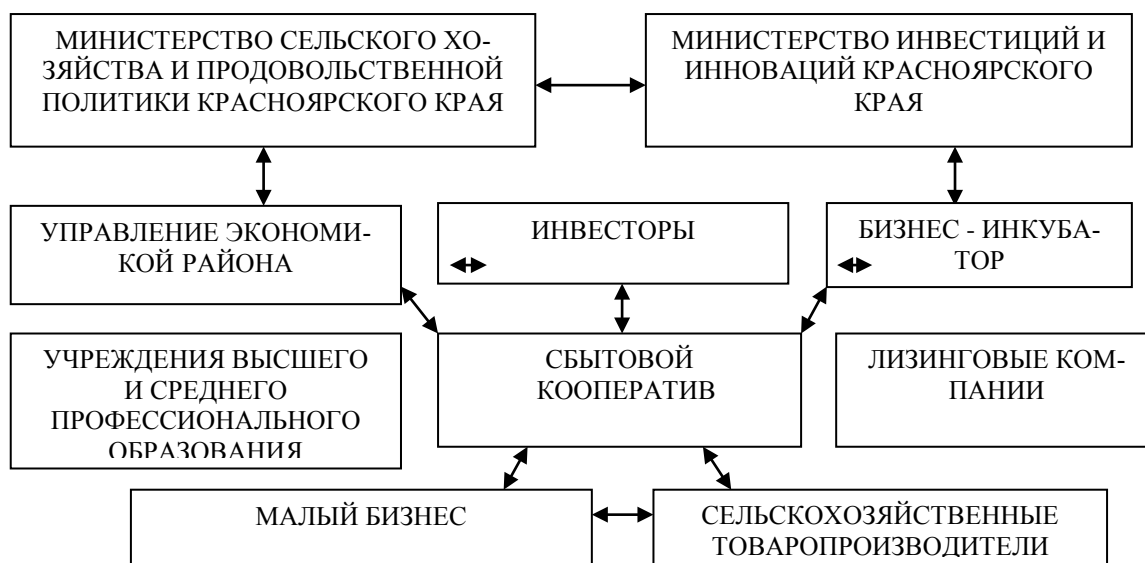 МИНИСТЕРСТВО СЕЛЬСКОГО ХО-
ЗЯЙСТВА И ПРОДОВОЛЬСТВЕННОЙ
ПОЛИТИКИ КРАСНОЯРСКОГО КРАЯ
МИНИСТЕРСТВО ИНВЕСТИЦИЙ И
ИННОВАЦИЙ КРАСНОЯРСКОГО
КРАЯ
УПРАВЛЕНИЕ ЭКОНОМИ-
КОЙ РАЙОНА
ИНВЕСТОРЫ
БИЗНЕС - ИНКУБА-
ТОР
УЧРЕЖДЕНИЯ ВЫСШЕГО
И СРЕДНЕГО
ПРОФЕССИОНАЛЬНОГО
ОБРАЗОВАНИЯ
СБЫТОВОЙ
КООПЕРАТИВ
ЛИЗИНГОВЫЕ КОМ-
ПАНИИ
МАЛЫЙ БИЗНЕС
СЕЛЬСКОХОЗЯЙСТВЕННЫЕ
ТОВАРОПРОИЗВОДИТЕЛИ